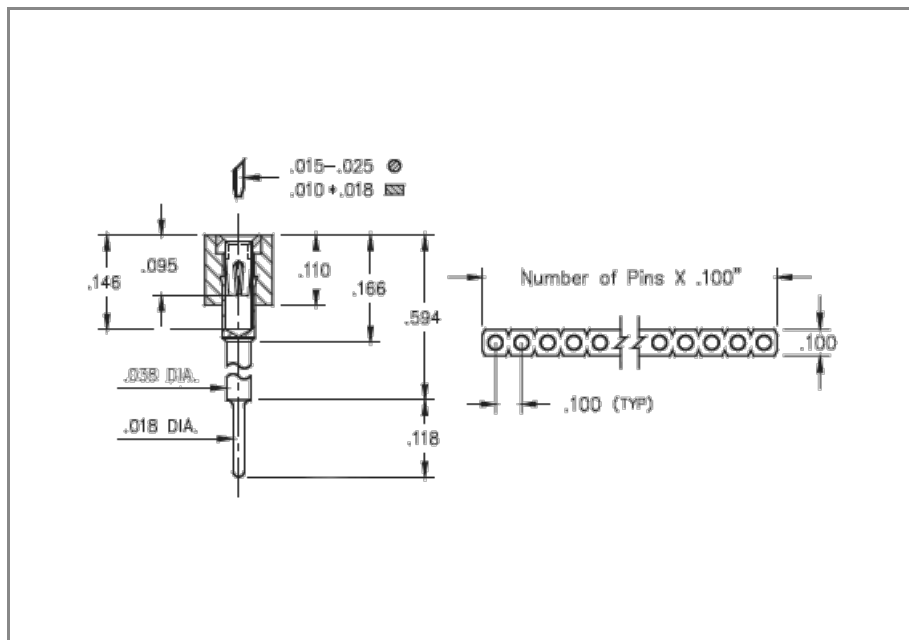 .015-.025
.010 * .018
.095
.146
.110
.166
.594
.038 DIA.
.018 DIA.
.118
Number of Pins X .100"
.100
.100 (TYP)